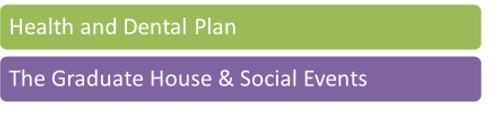 Health and Dental Plan
The Graduate House & Social Events